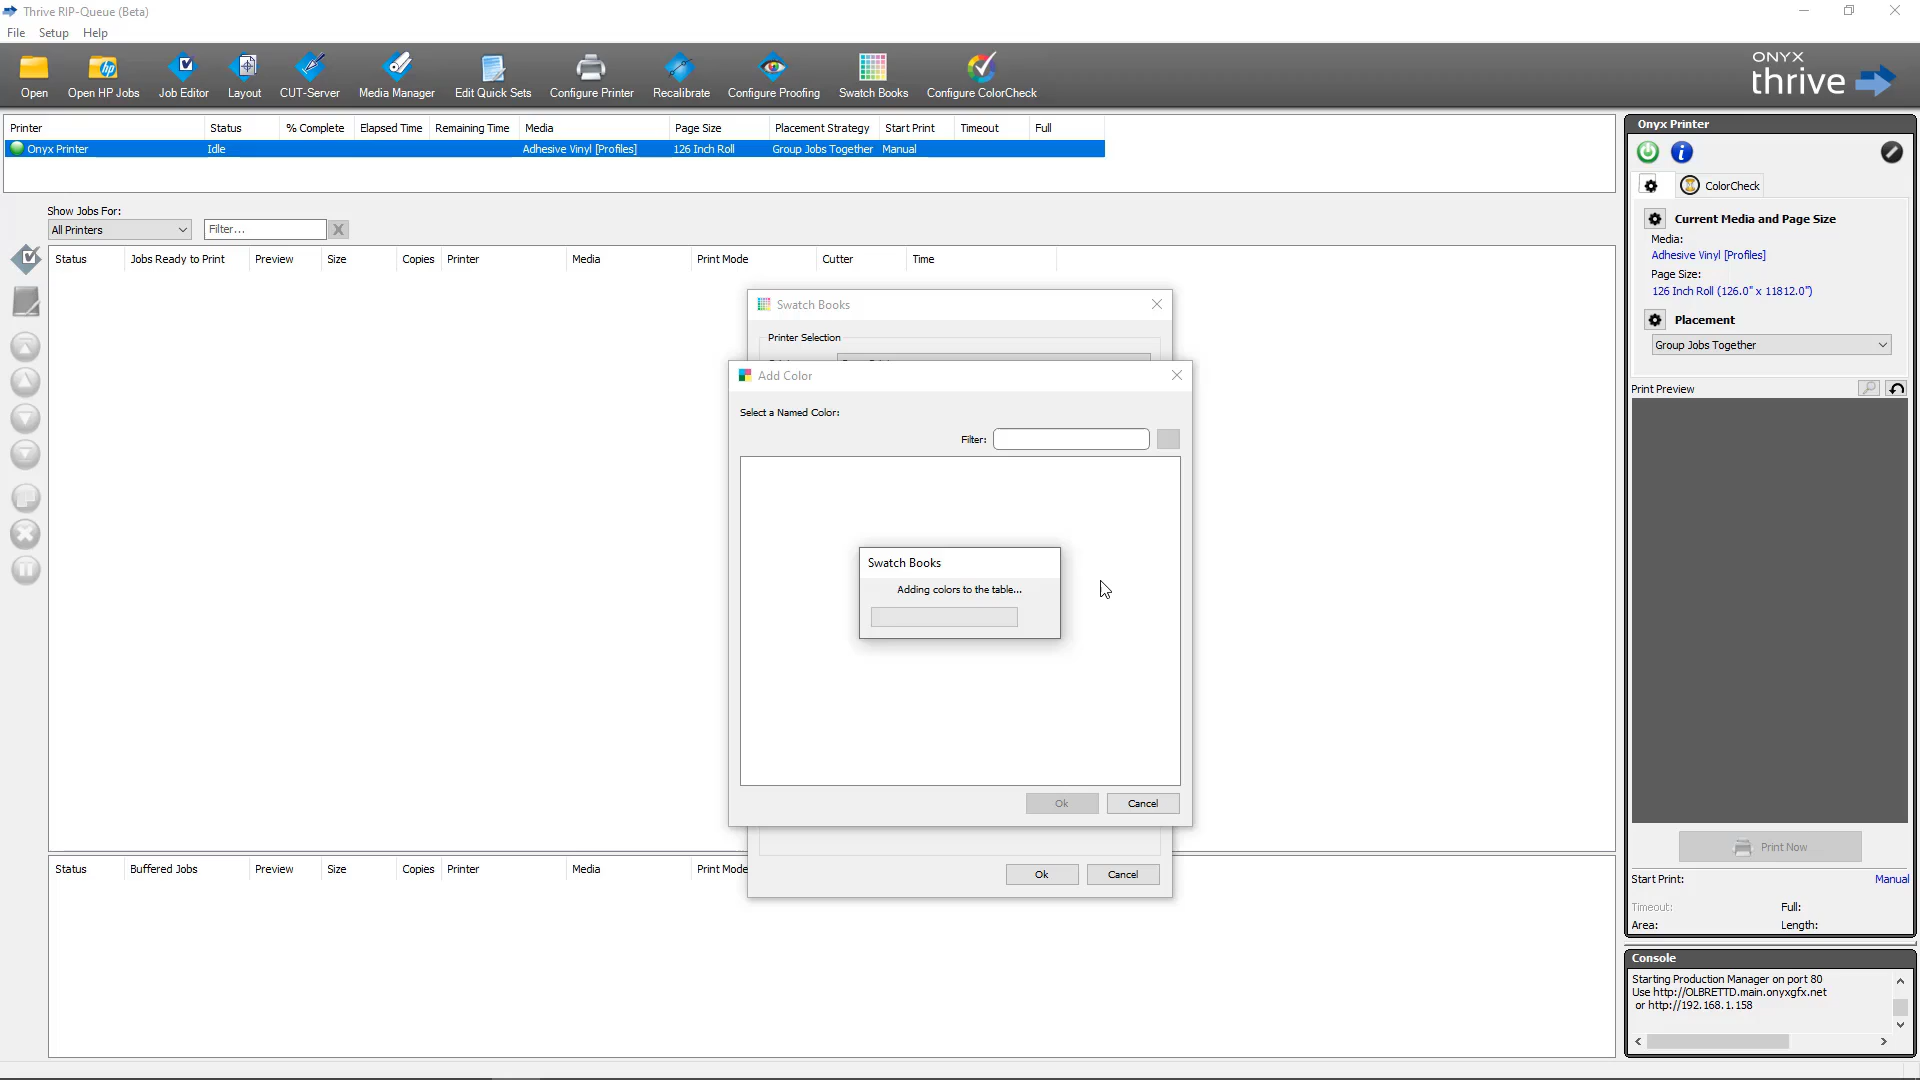 Thrive RIP-Queue (Beta)
File Setup Help
Open
Open HP Jobs
Job Editor
Layout
CUT-Server
Media Manager
Edit Quick Sets
Configure Printer
Recalibrate
Configure Proofing
Swatch Books
Configure ColorCheck
ONYX
thrive
Printer Status % Complete Elapsed Time Remaining Time Media Page Size Placement Strategy Start Print Timeout Full
Onyx Printer Idle Adhesive Vinyl [Profiles] 126 Inch Roll Group Jobs Together Manual
Show Jobs For:
All Printers
Filter...
X
Status Jobs Ready to Print Preview Size Copies Printer Media Print Mode Cutter Time
Swatch Books
Printer Selection
Add Color
Select a Named Color:
Filter:
Swatch Books
Adding colors to the table...
Ok Cancel
Ok Cancel
Status Buffered Jobs Preview Size Copies Printer Media Print Mode
Onyx Printer
ColorCheck
Current Media and Page Size
Media:
Adhesive Vinyl [Profiles]
Page Size:
126 Inch Roll (126.0" x 11812.0")
Placement
Group Jobs Together
Print Preview
Print Now
Start Print: Manual
Timeout: Full:
Area: Length:
Console
Starting Production Manager on port 80
Use http://OLBRETTD.main.onyxgfx.net
or http://192.168.1.158